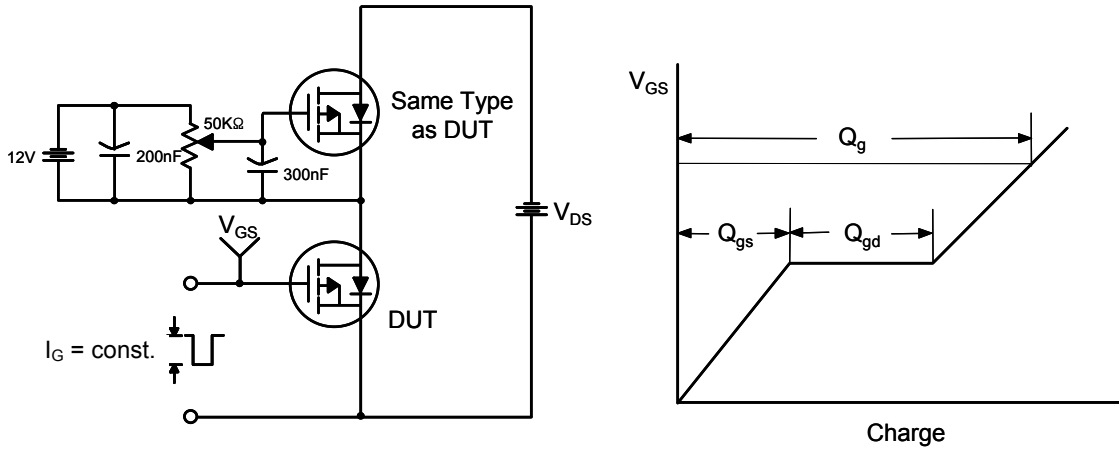 Same Type
as DUT
50KΩ
12V
200nF
300nF
V_GS
V_DS
DUT
I_G = const.
V_GS
Q_g
Q_gs
Q_gd
Charge